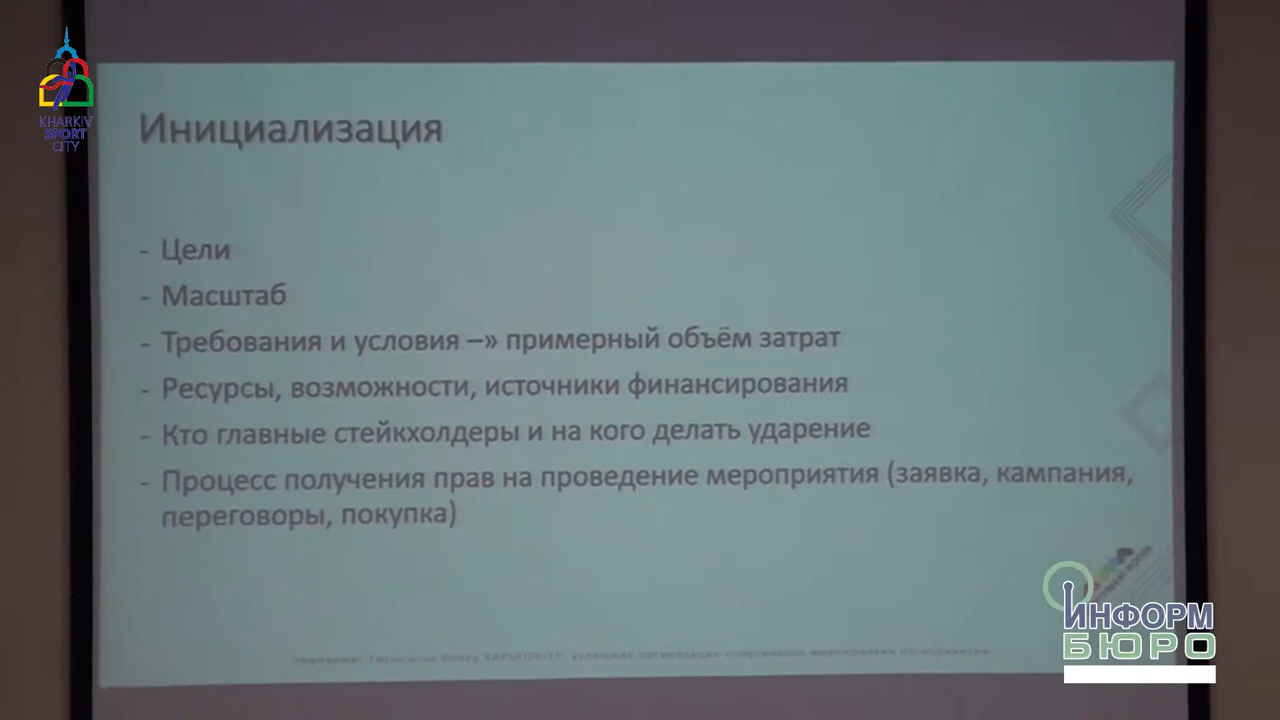 KHARKIV
SPORT
CITY
Инициализация
- Цели
- Масштаб
- Требования и условия –» примерный объём затрат
- Ресурсы, возможности, источники финансирования
- Кто главные стейкхолдеры и на кого делать ударение
- Процесс получения прав на проведение мероприятия (заявка, кампания,
переговоры, покупка)
ИНФОРМ
БЮРО